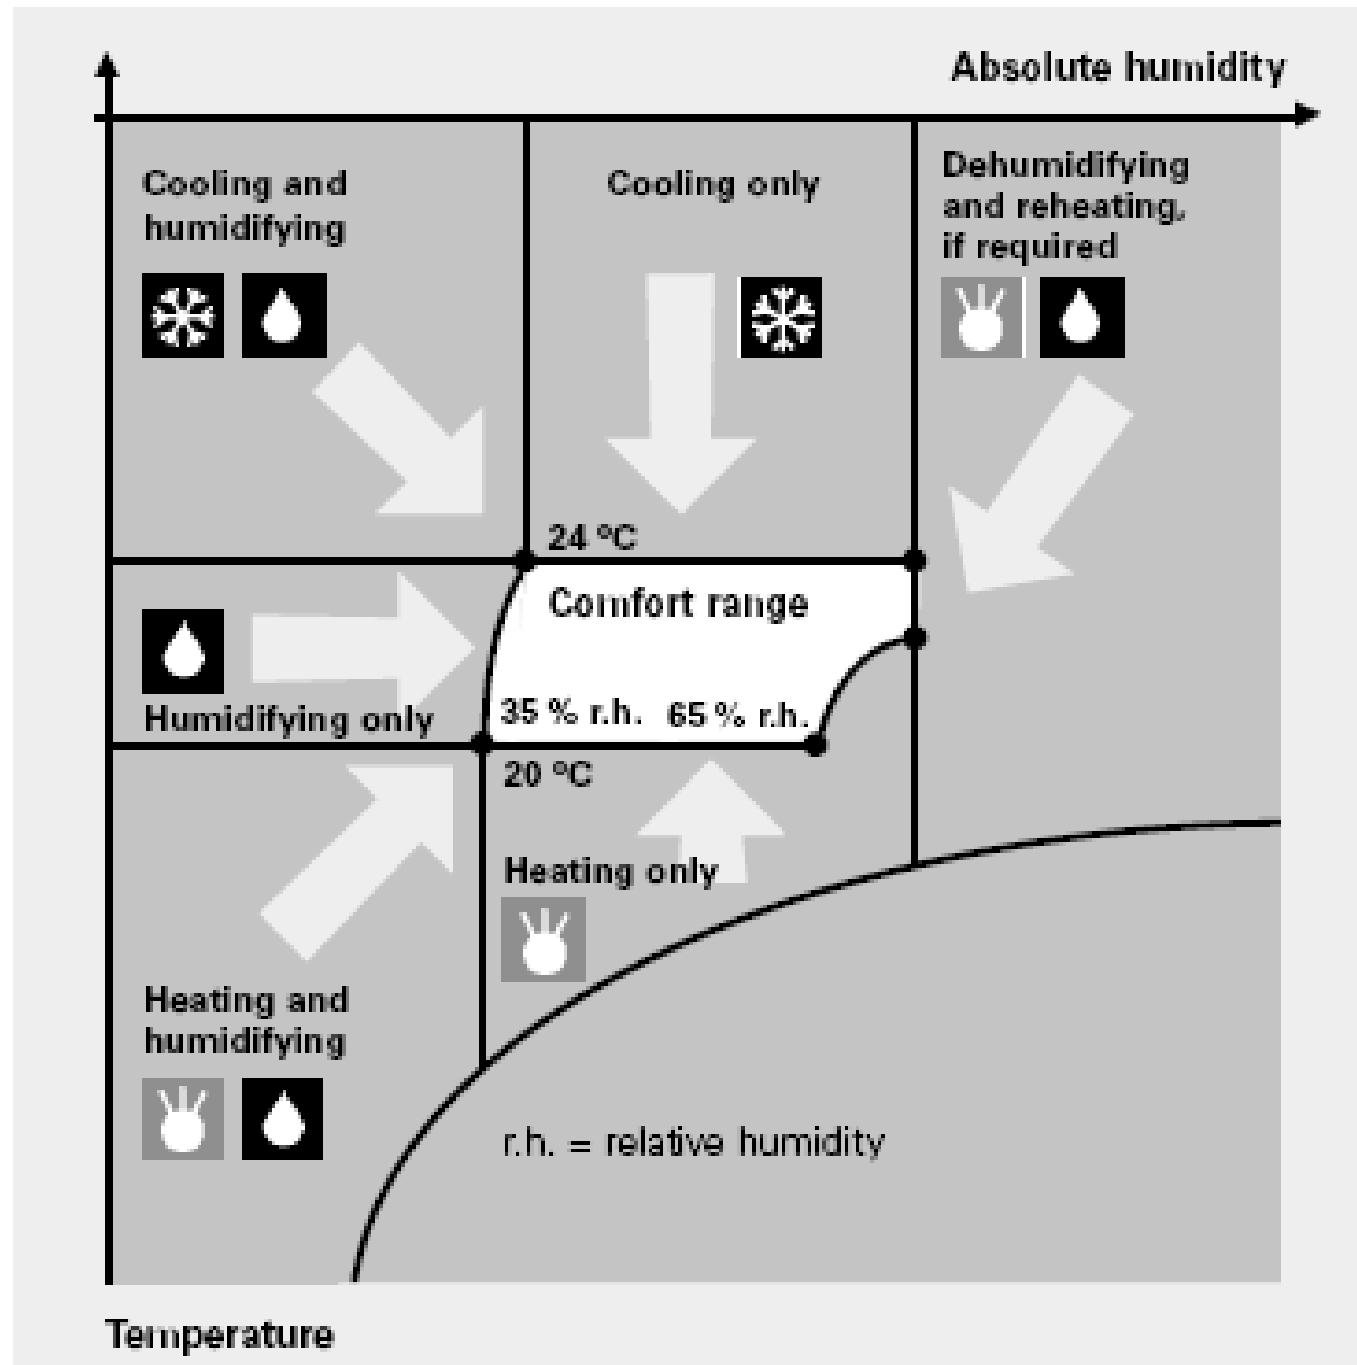 Absolute humidity
Cooling and
humidifying
Cooling only
Dehumidifying
and reheating,
if required
24 °C
Comfort range
Humidifying only
35 % r.h.
65 % r.h.
20 °C
Heating only
Heating and
humidifying
r.h. = relative humidity
Temperature